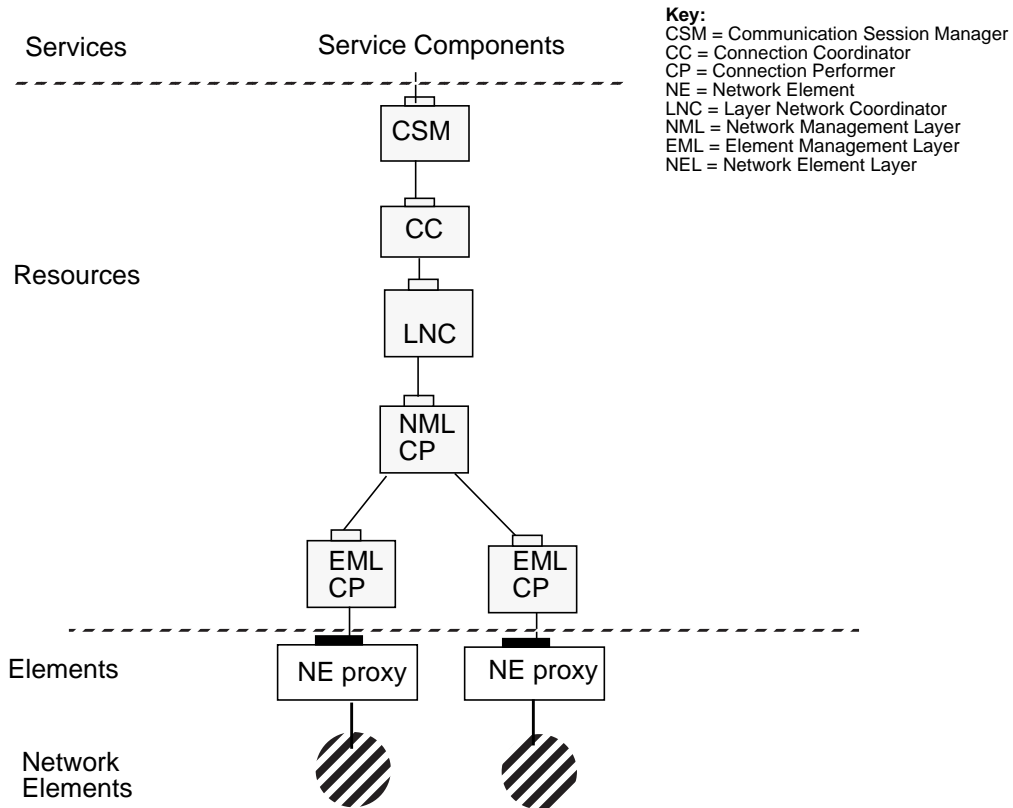 Services
Service Components
Key:
CSM = Communication Session Manager
CC = Connection Coordinator
CP = Connection Performer
NE = Network Element
LNC = Layer Network Coordinator
NML = Network Management Layer
EML = Element Management Layer
NEL = Network Element Layer
CSM
CC
Resources
LNC
NML
CP
EML
CP
EML
CP
Elements
NE proxy
NE proxy
Network
Elements